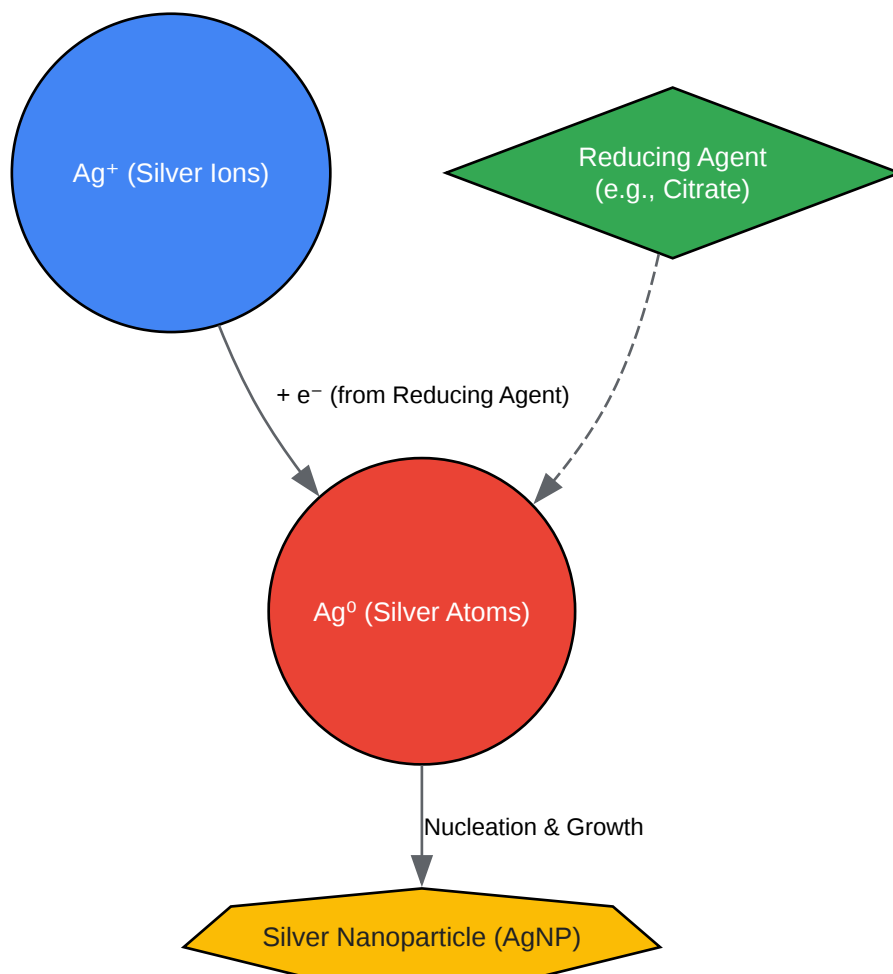 Ag⁺ (Silver Ions)
Reducing Agent
(e.g., Citrate)
+ e⁻ (from Reducing Agent)
Ag⁰ (Silver Atoms)
Nucleation & Growth
Silver Nanoparticle (AgNP)